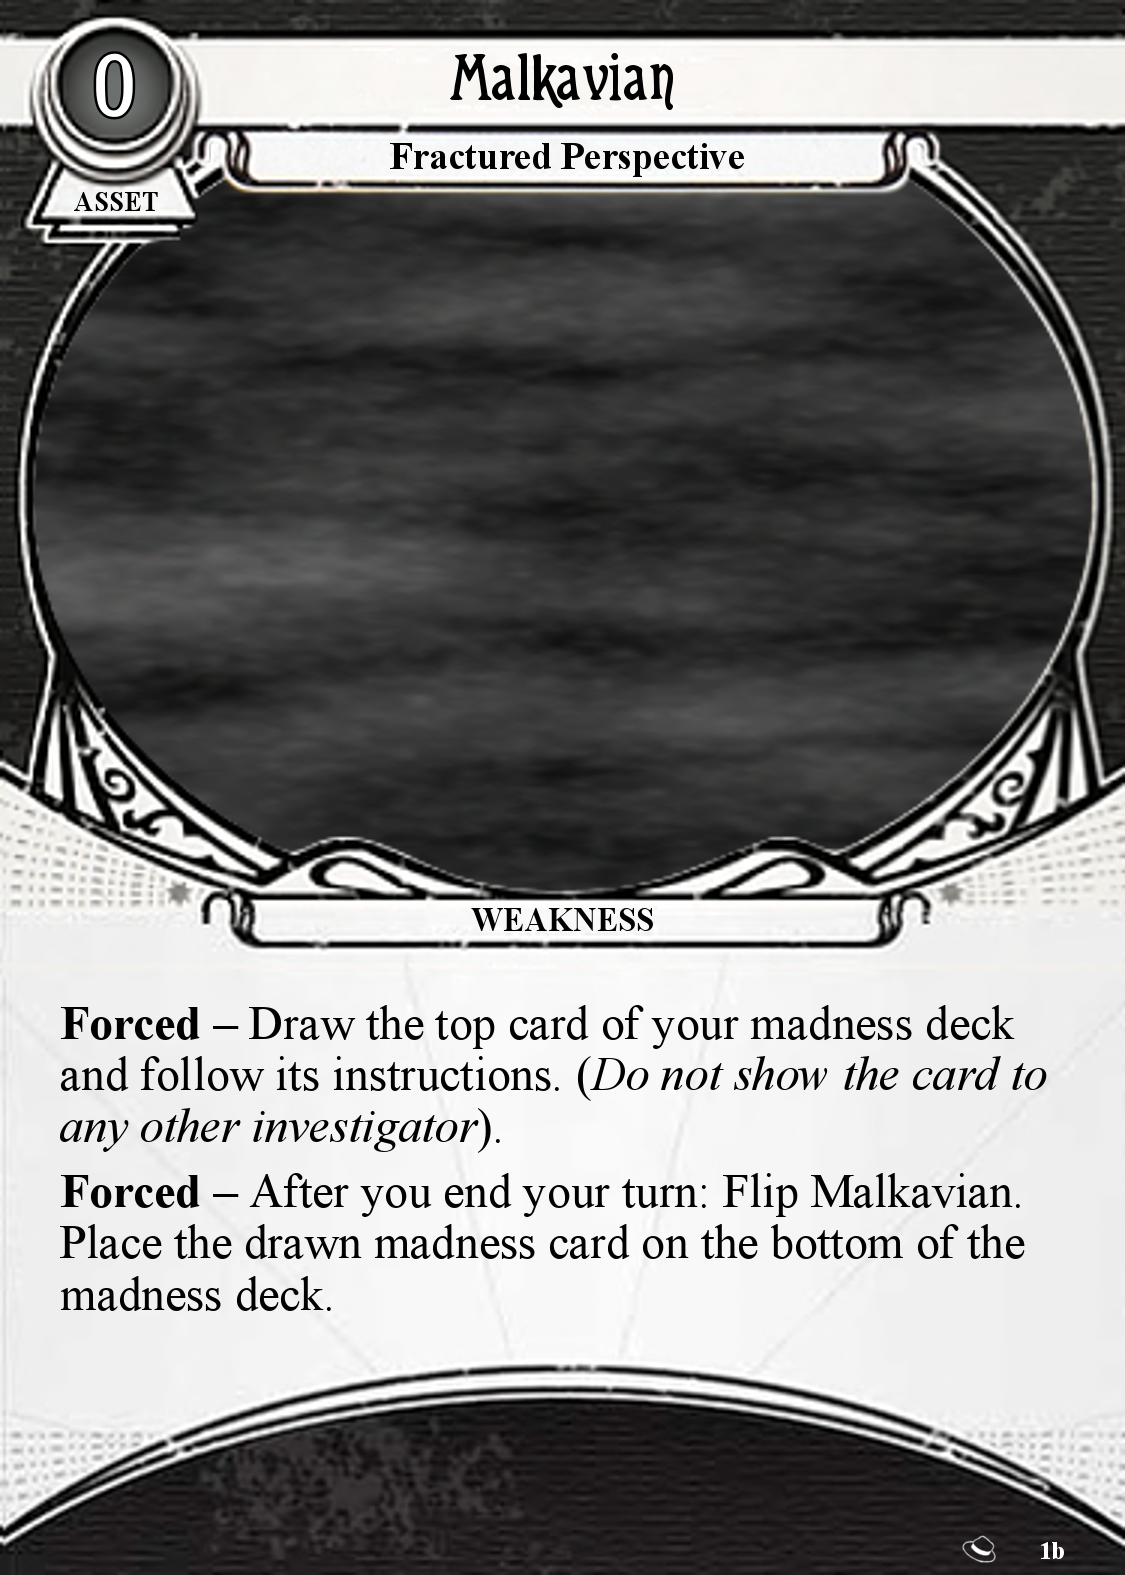 0
Malkavian
Fractured Perspective
ASSET
WEAKNESS
Forced – Draw the top card of your madness deck
and follow its instructions. (Do not show the card to
any other investigator).
Forced – After you end your turn: Flip Malkavian.
Place the drawn madness card on the bottom of the
madness deck.
1b